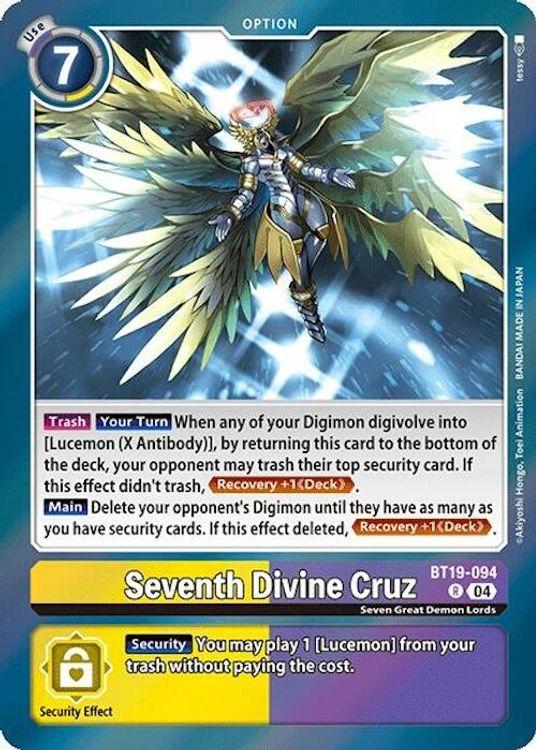 OPTION
Use
7
tessy
Trash Your Turn When any of your Digimon digivolve into
[Lucemon (X Antibody)], by returning this card to the bottom of
the deck, your opponent may trash their top security card. If
this effect didn't trash, Recovery +1《Deck》.
Main Delete your opponent's Digimon until they have as many as
you have security cards. If this effect deleted, Recovery +1《Deck》.
©Akiyoshi Hongo, Toei Animation BANDAI MADE IN JAPAN
Seventh Divine Cruz
BT19-094
R 04
Seven Great Demon Lords
Security You may play 1 [Lucemon] from your
trash without paying the cost.
Security Effect